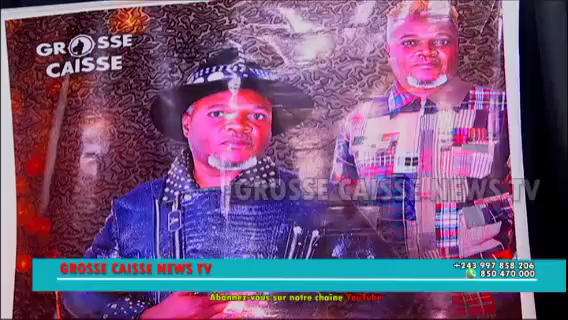 GROSSE
CAISSE
GRUSSE CAISSE NEWS TV
GROSSE CAISSE NEWS TV
+243 997 858 206
850 470 000
Abonnez-vous sur notre chaîne YouTube